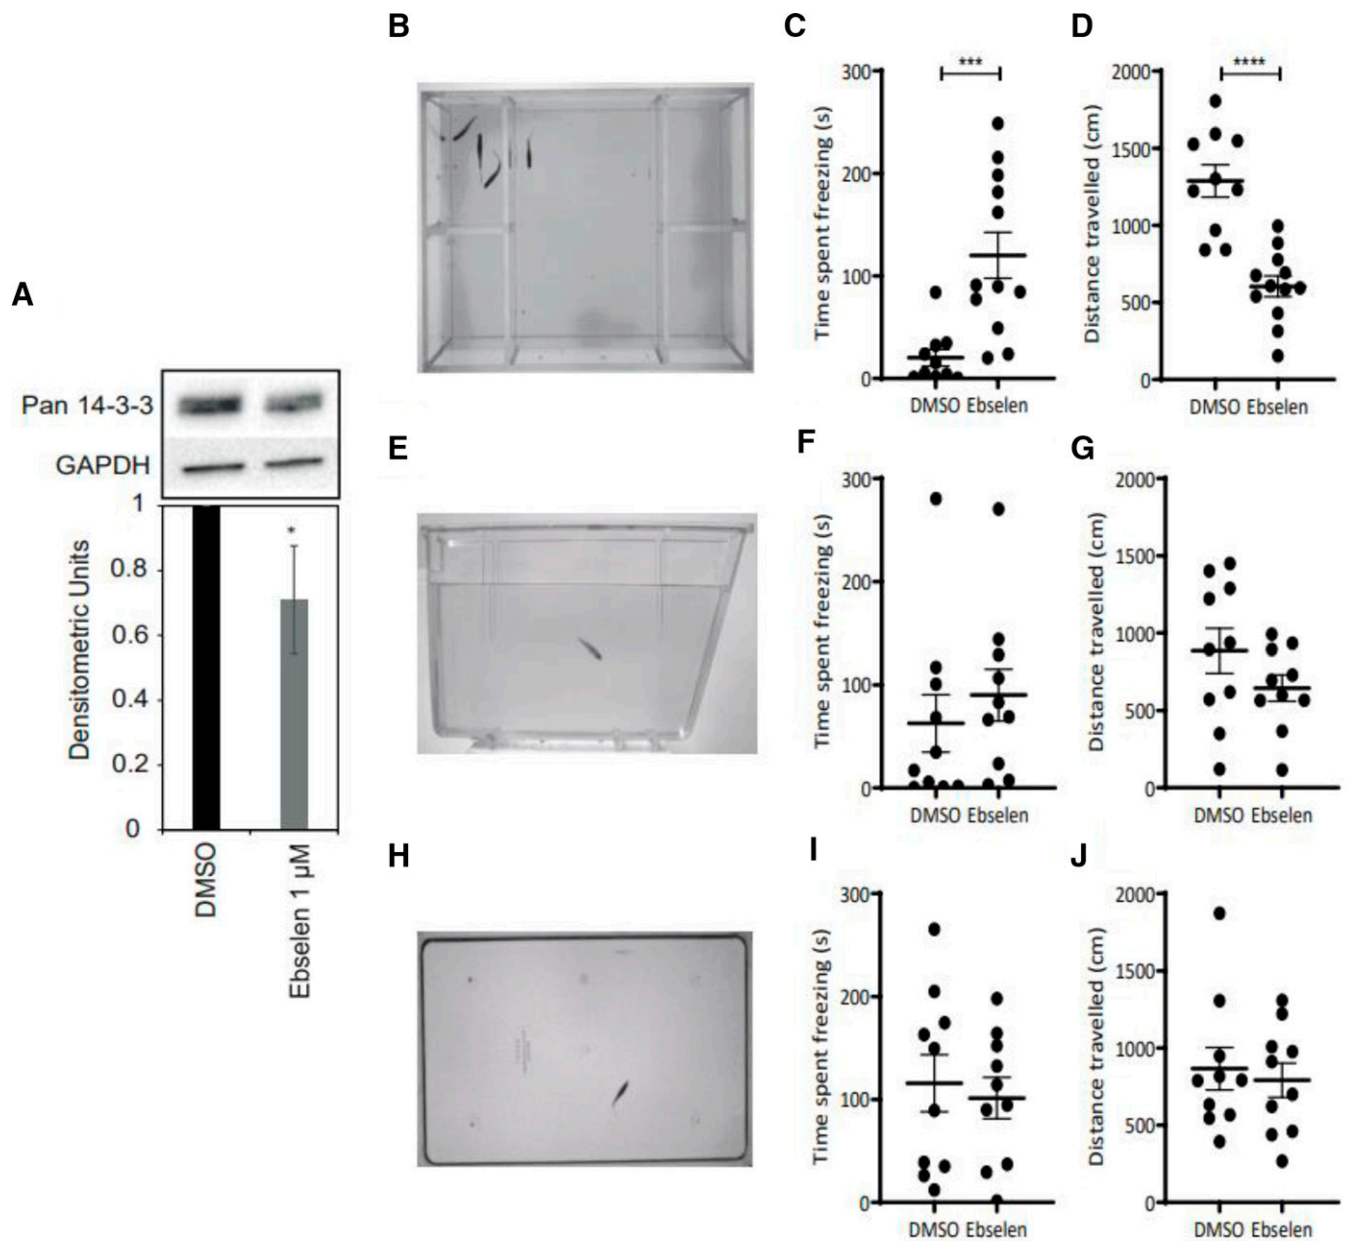 A
Pan 14-3-3
GAPDH
1
0.8
0.6
0.4
0.2
0
Densitometric Units
*
DMSO
Ebselen 1 µM
B
C
300
200
100
0
Time spent freezing (s)
***
DMSO Ebselen
D
2000
1500
1000
500
0
Distance travelled (cm)
****
DMSO Ebselen
E
F
300
200
100
0
Time spent freezing (s)
DMSO Ebselen
G
2000
1500
1000
500
0
Distance travelled (cm)
DMSO Ebselen
H
I
300
200
100
0
Time spent freezing (s)
DMSO Ebselen
J
2000
1500
1000
500
0
Distance travelled (cm)
DMSO Ebselen